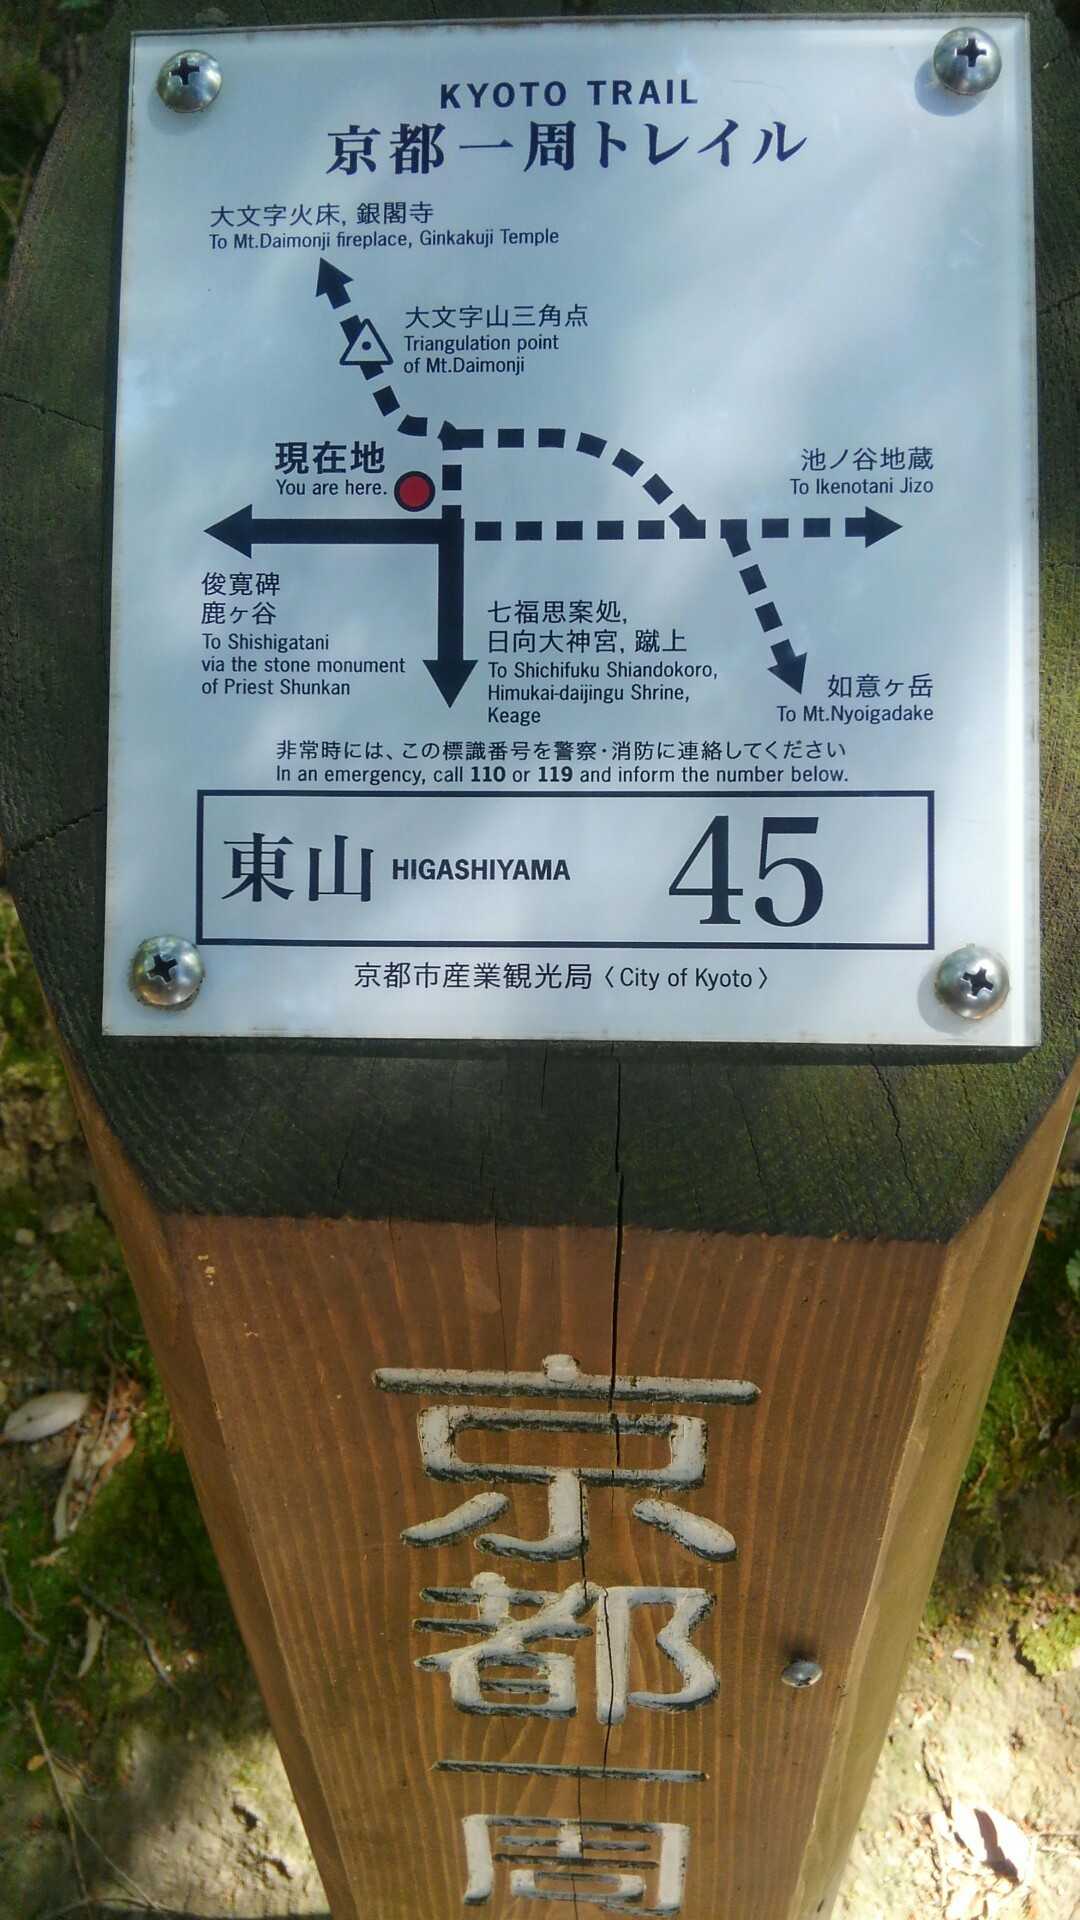 KYOTO TRAIL
京都一周トレイル
大文字火床, 銀閣寺
To Mt.Daimonji fireplace, Ginkakuji Temple
大文字山三角点
Triangulation point
of Mt.Daimonji
現在地
You are here.
池ノ谷地蔵
To Ikenotani Jizo
俊寛碑
鹿ヶ谷
To Shishigatani
via the stone monument
of Priest Shunkan
七福思案処,
日向大神宮, 蹴上
To Shichifuku Shiandokoro,
Himukai-daijingu Shrine,
Keage
如意ヶ岳
To Mt.Nyoigadake
非常時には、この標識番号を警察・消防に連絡してください
In an emergency, call 110 or 119 and inform the number below.
東山 HIGASHIYAMA 45
京都市産業観光局〈City of Kyoto〉
京
都
一
周